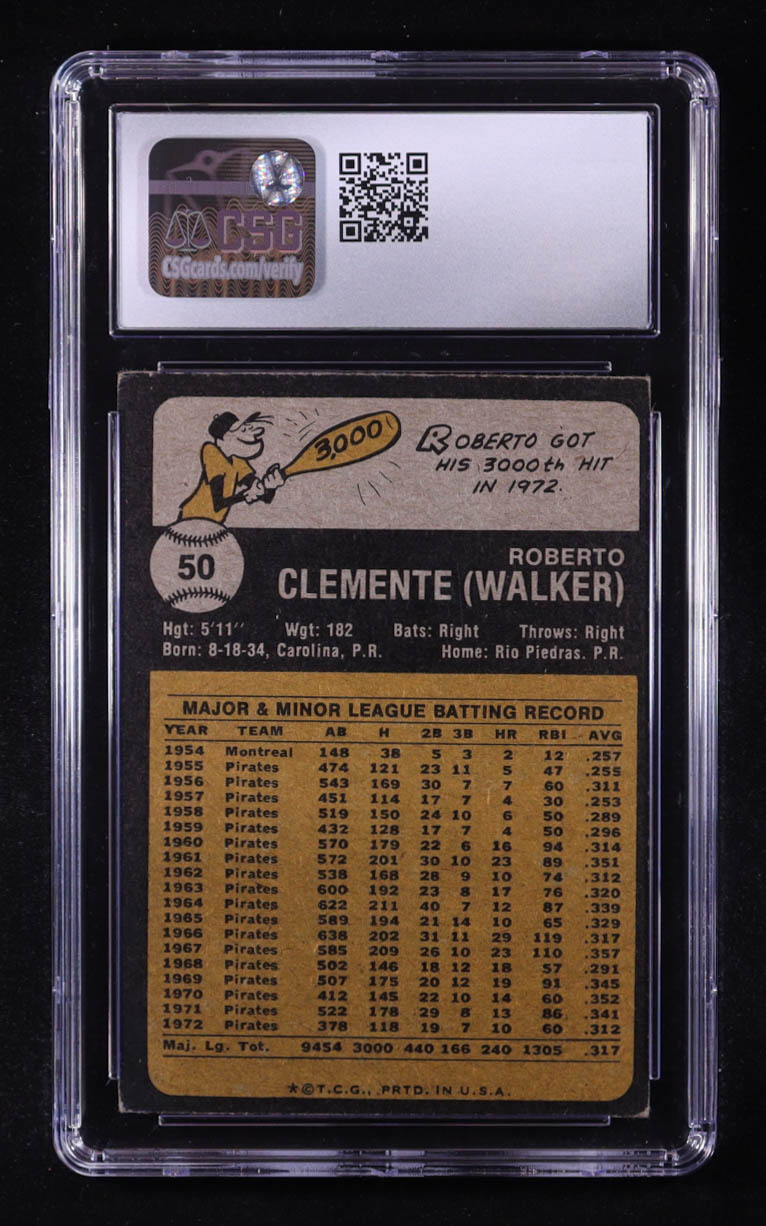 CSG
CSGcards.com/verify
3,000
ROBERTO GOT
HIS 3000th HIT
IN 1972.
50
ROBERTO
CLEMENTE (WALKER)
Hgt: 5'11" Wgt: 182 Bats: Right Throws: Right
Born: 8-18-34, Carolina, P.R. Home: Rio Piedras. P.R.
MAJOR & MINOR LEAGUE BATTING RECORD
YEAR TEAM AB H 2B 3B HR RBI AVG
1954 Montreal 148 38 5 3 2 12 .257
1955 Pirates 474 121 23 11 5 47 .255
1956 Pirates 543 169 30 7 7 60 .311
1957 Pirates 451 114 17 7 4 30 .253
1958 Pirates 519 150 24 10 6 50 .289
1959 Pirates 432 128 17 7 4 50 .296
1960 Pirates 570 179 22 6 16 94 .314
1961 Pirates 572 201 30 10 23 89 .351
1962 Pirates 538 168 28 9 10 74 .312
1963 Pirates 600 192 23 8 17 76 .320
1964 Pirates 622 211 40 7 12 87 .339
1965 Pirates 589 194 21 14 10 65 .329
1966 Pirates 638 202 31 11 29 119 .317
1967 Pirates 585 209 26 10 23 110 .357
1968 Pirates 502 146 18 12 18 57 .291
1969 Pirates 507 175 20 12 19 91 .345
1970 Pirates 412 145 22 10 14 60 .352
1971 Pirates 522 178 29 8 13 86 .341
1972 Pirates 378 118 19 7 10 60 .312
Maj. Lg. Tot. 9454 3000 440 166 240 1305 .317
*©T.C.G., PRTD. IN U.S.A.